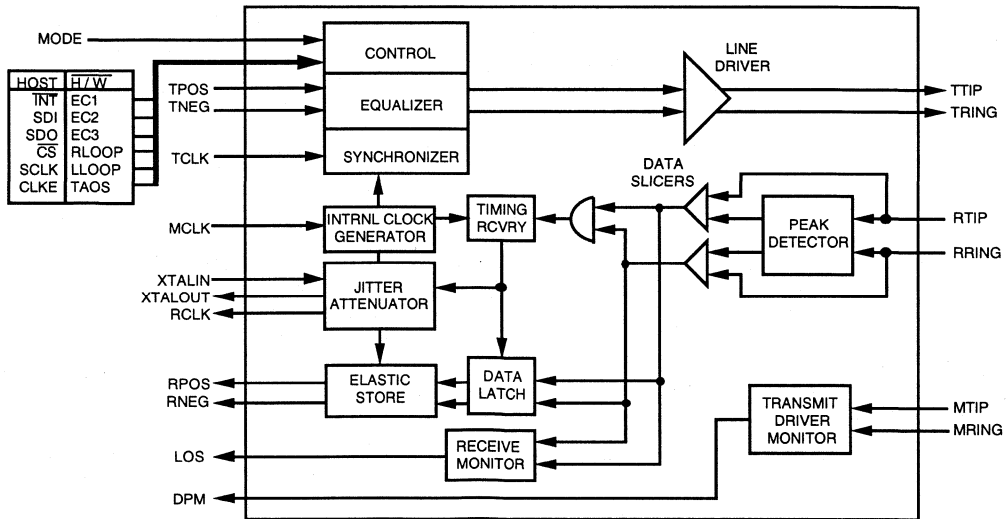 MODE
HOST H/W
INT EC1
SDI EC2
SDO EC3
CS RLOOP
SCLK LLOOP
CLKE TAOS
TPOS
TNEG
TCLK
MCLK
XTALIN
XTALOUT
RCLK
RPOS
RNEG
LOS
DPM
CONTROL
EQUALIZER
SYNCHRONIZER
INTRNL CLOCK
GENERATOR
JITTER
ATTENUATOR
ELASTIC
STORE
TIMING
RCVRY
DATA
LATCH
RECEIVE
MONITOR
LINE
DRIVER
DATA
SLICERS
PEAK
DETECTOR
TRANSMIT
DRIVER
MONITOR
TTIP
TRING
RTIP
RRING
MTIP
MRING